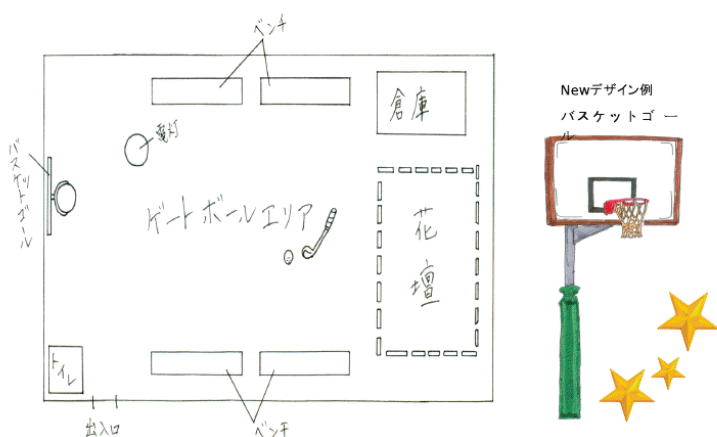 ベンチ
倉庫
電灯
バスケットゴール
ゲートボールエリア
花壇
トイレ
出入口
ベンチ
Newデザイン例
バスケットゴー
ル